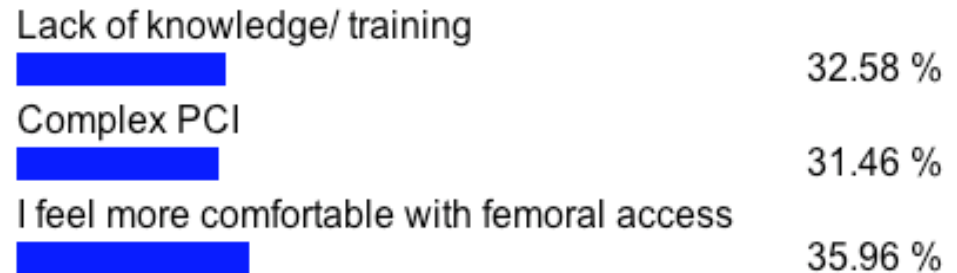 Lack of knowledge/ training
32.58 %
Complex PCI
31.46 %
I feel more comfortable with femoral access
35.96 %